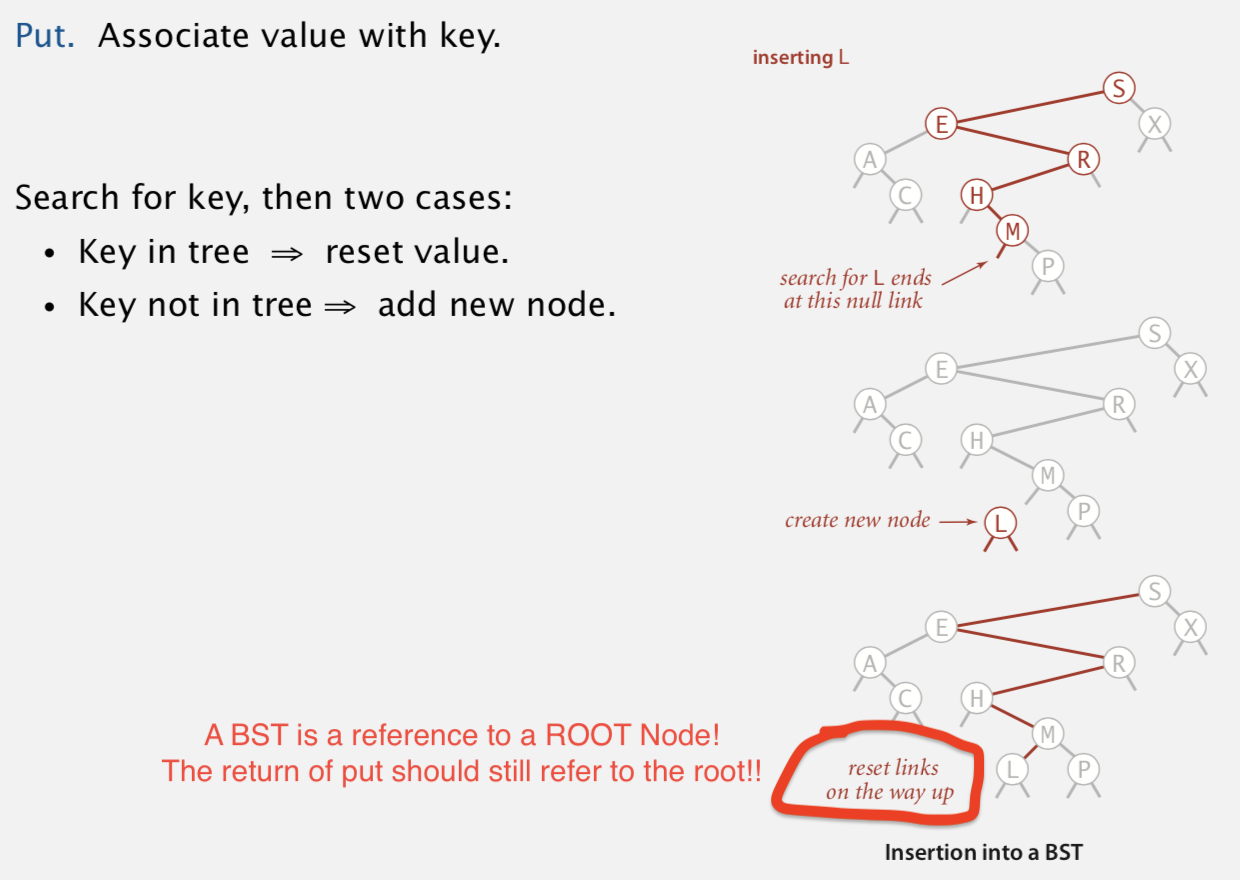 Put. Associate value with key.
Search for key, then two cases:
• Key in tree ⇒ reset value.
• Key not in tree ⇒ add new node.
A BST is a reference to a ROOT Node!
The return of put should still refer to the root!!
inserting L
S
E
X
A
R
C
H
M
P
search for L ends
at this null link
S
E
X
A
R
C
H
M
P
create new node
L
S
E
X
A
R
C
H
M
L
P
reset links
on the way up
Insertion into a BST